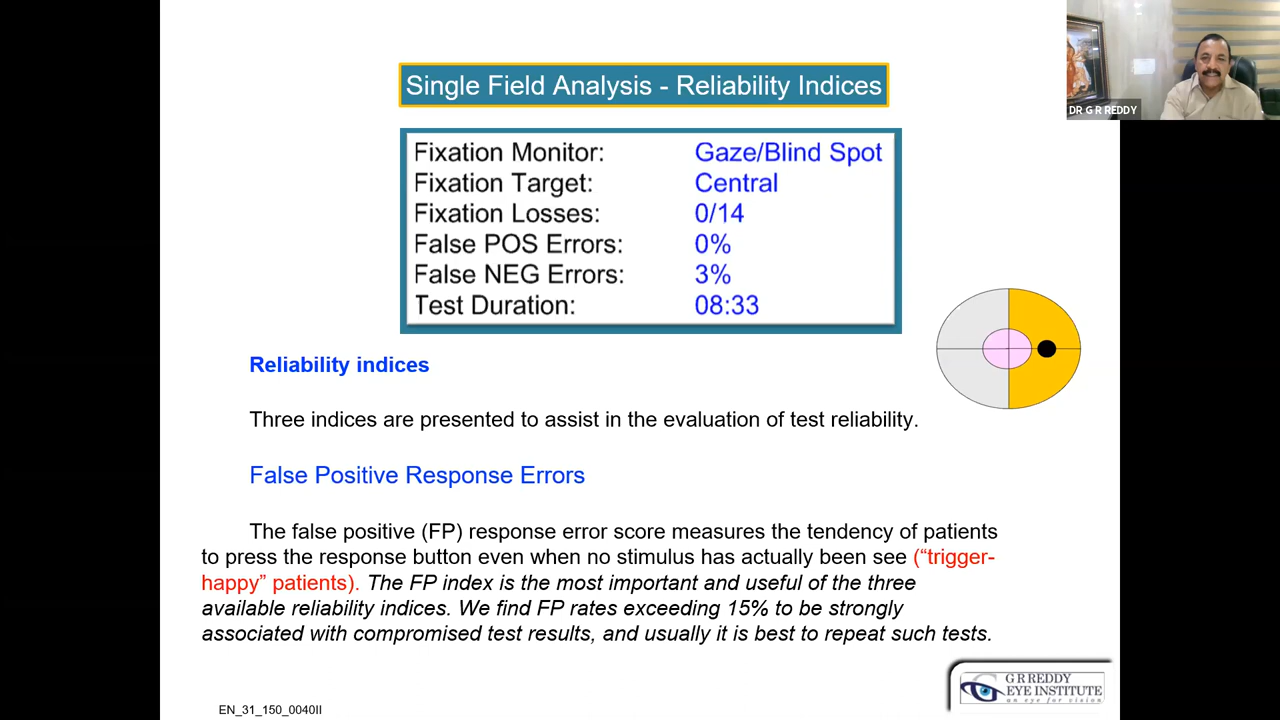 Single Field Analysis - Reliability Indices
DR G R REDDY
Fixation Monitor: Gaze/Blind Spot
Fixation Target: Central
Fixation Losses: 0/14
False POS Errors: 0%
False NEG Errors: 3%
Test Duration: 08:33
Reliability indices
Three indices are presented to assist in the evaluation of test reliability.
False Positive Response Errors
The false positive (FP) response error score measures the tendency of patients
to press the response button even when no stimulus has actually been see (“trigger-
happy” patients). The FP index is the most important and useful of the three
available reliability indices. We find FP rates exceeding 15% to be strongly
associated with compromised test results, and usually it is best to repeat such tests.
G R REDDY
EYE INSTITUTE
an eye for vision
EN_31_150_0040II